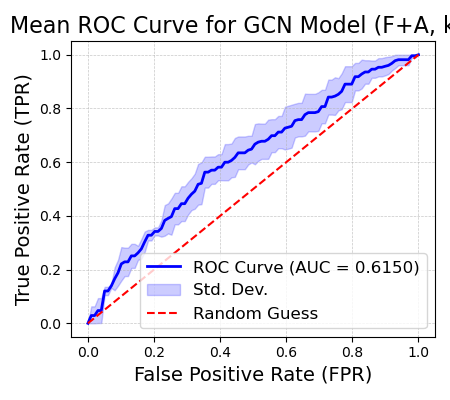 Mean ROC Curve for GCN Model (F+A, k
1.0
0.8
0.6
0.4
0.2
0.0
True Positive Rate (TPR)
ROC Curve (AUC = 0.6150)
Std. Dev.
Random Guess
0.0 0.2 0.4 0.6 0.8 1.0
False Positive Rate (FPR)